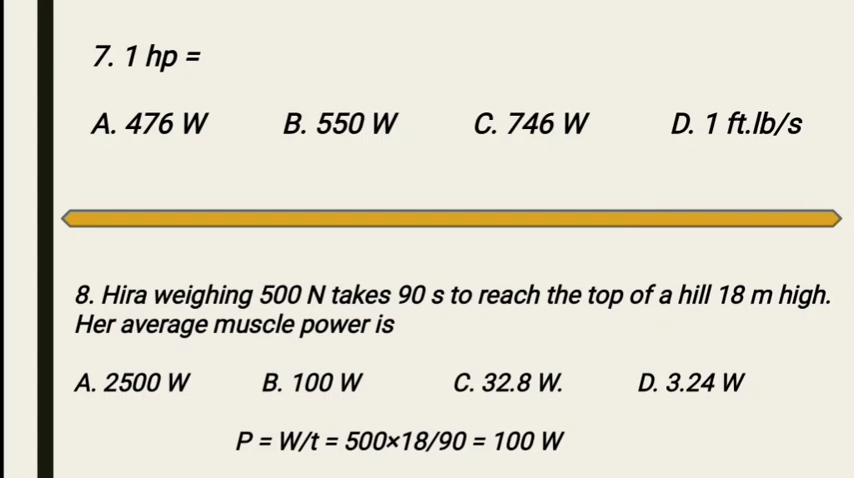 7. 1 hp =
A. 476 W B. 550 W C. 746 W D. 1 ft.lb/s
8. Hira weighing 500 N takes 90 s to reach the top of a hill 18 m high.
Her average muscle power is
A. 2500 W B. 100 W C. 32.8 W. D. 3.24 W
P = W/t = 500×18/90 = 100 W